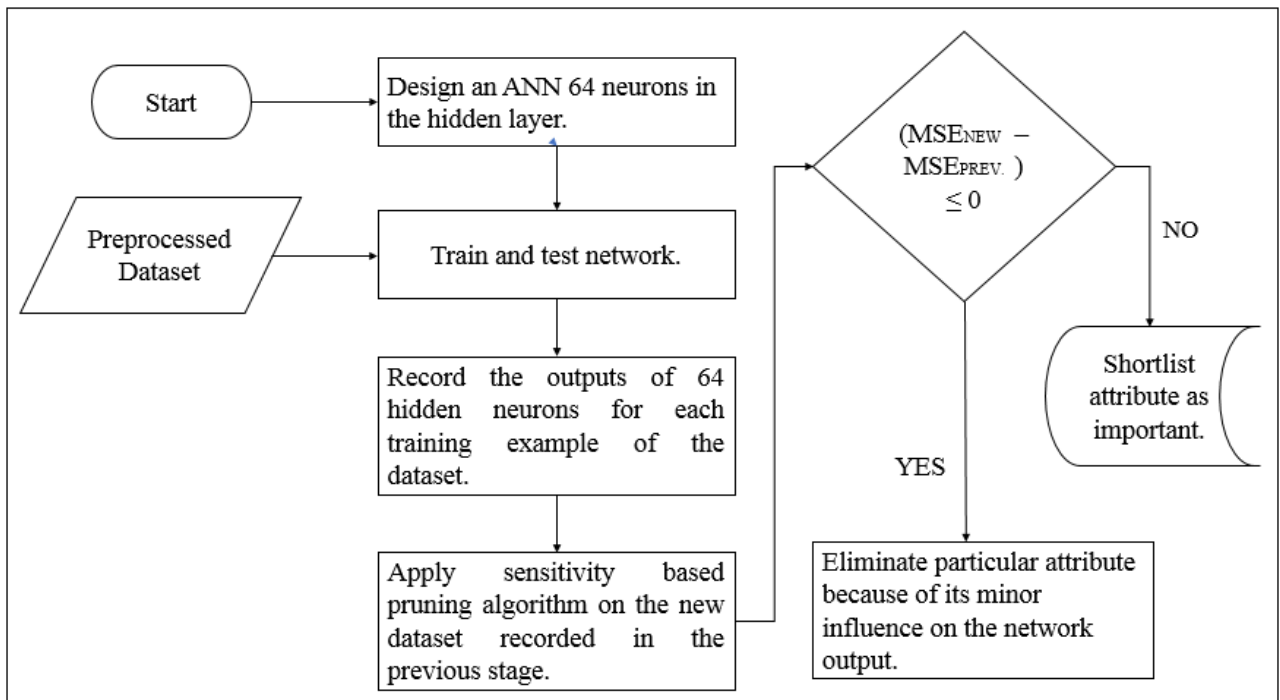 Start
Design an ANN 64 neurons in
the hidden layer.
Preprocessed
Dataset
Train and test network.
Record the outputs of 64
hidden neurons for each
training example of the
dataset.
Apply sensitivity based
pruning algorithm on the new
dataset recorded in the
previous stage.
(MSENEW –
MSEPREV. )
≤ 0
NO
Shortlist
attribute as
important.
YES
Eliminate particular attribute
because of its minor
influence on the network
output.